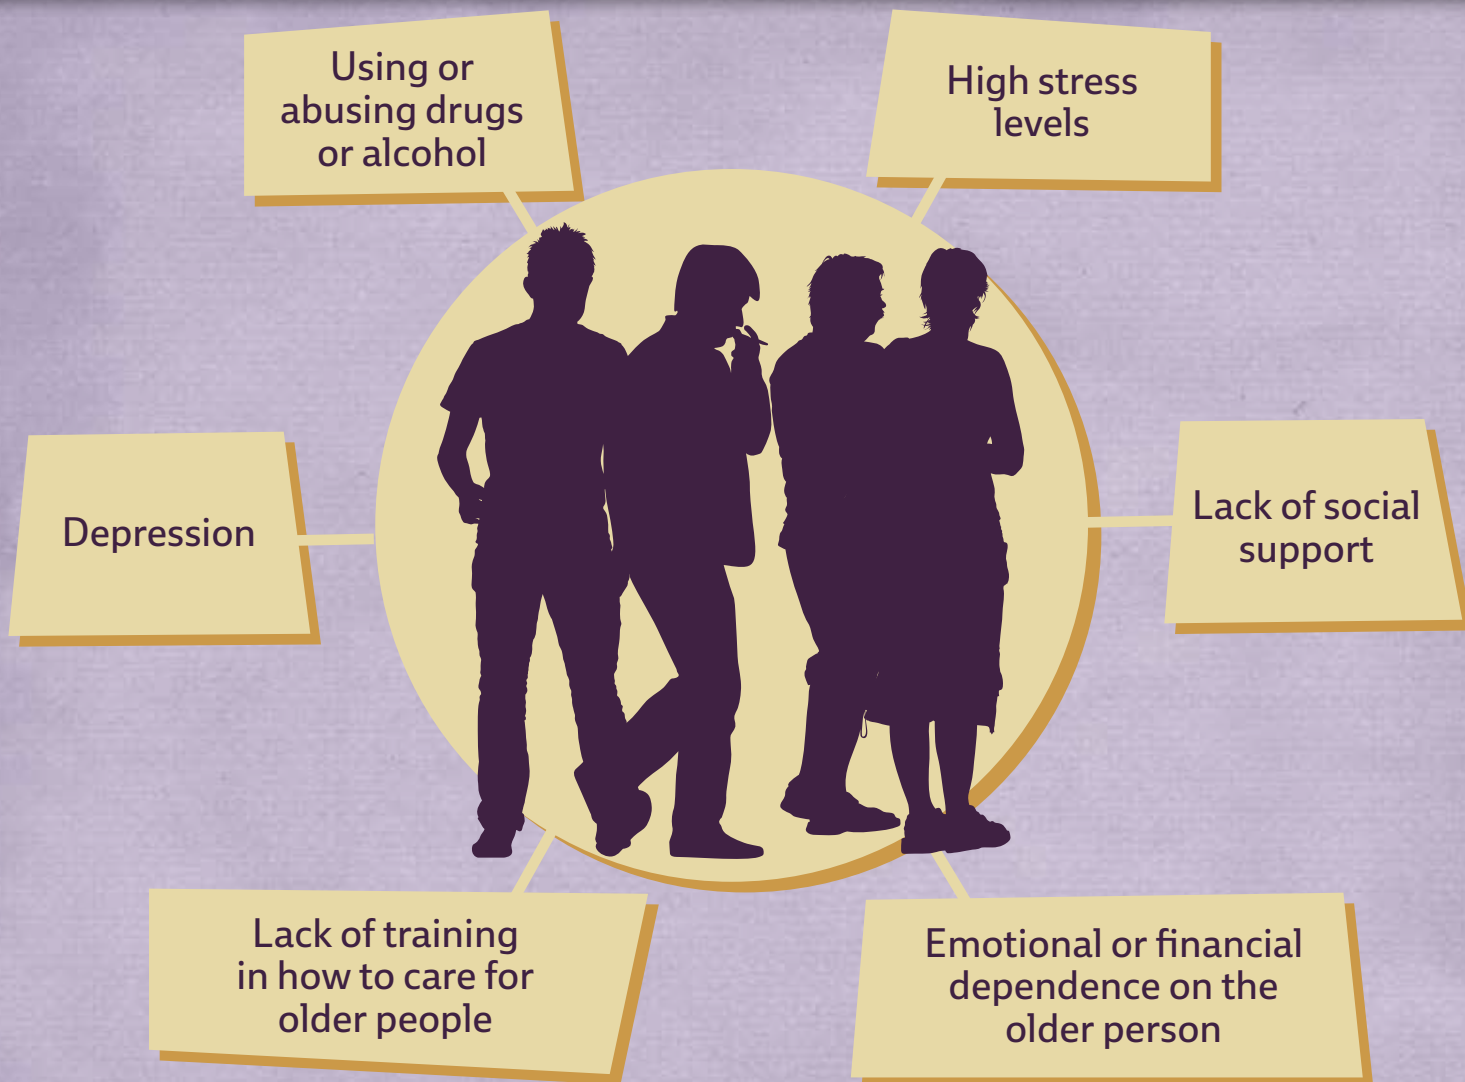 Using or
abusing drugs
or alcohol
High stress
levels
Depression
Lack of social
support
Lack of training
in how to care for
older people
Emotional or financial
dependence on the
older person